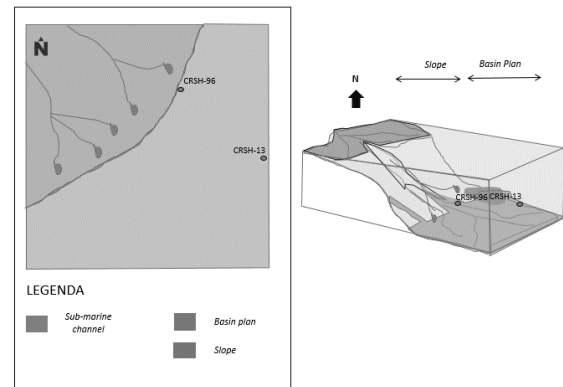 N
CRSH-96
CRSH-13
LEGENDA
Sub-marine
channel
Basin plan
Slope
Slope
Basin Plan
N
CRSH-96
CRSH-13